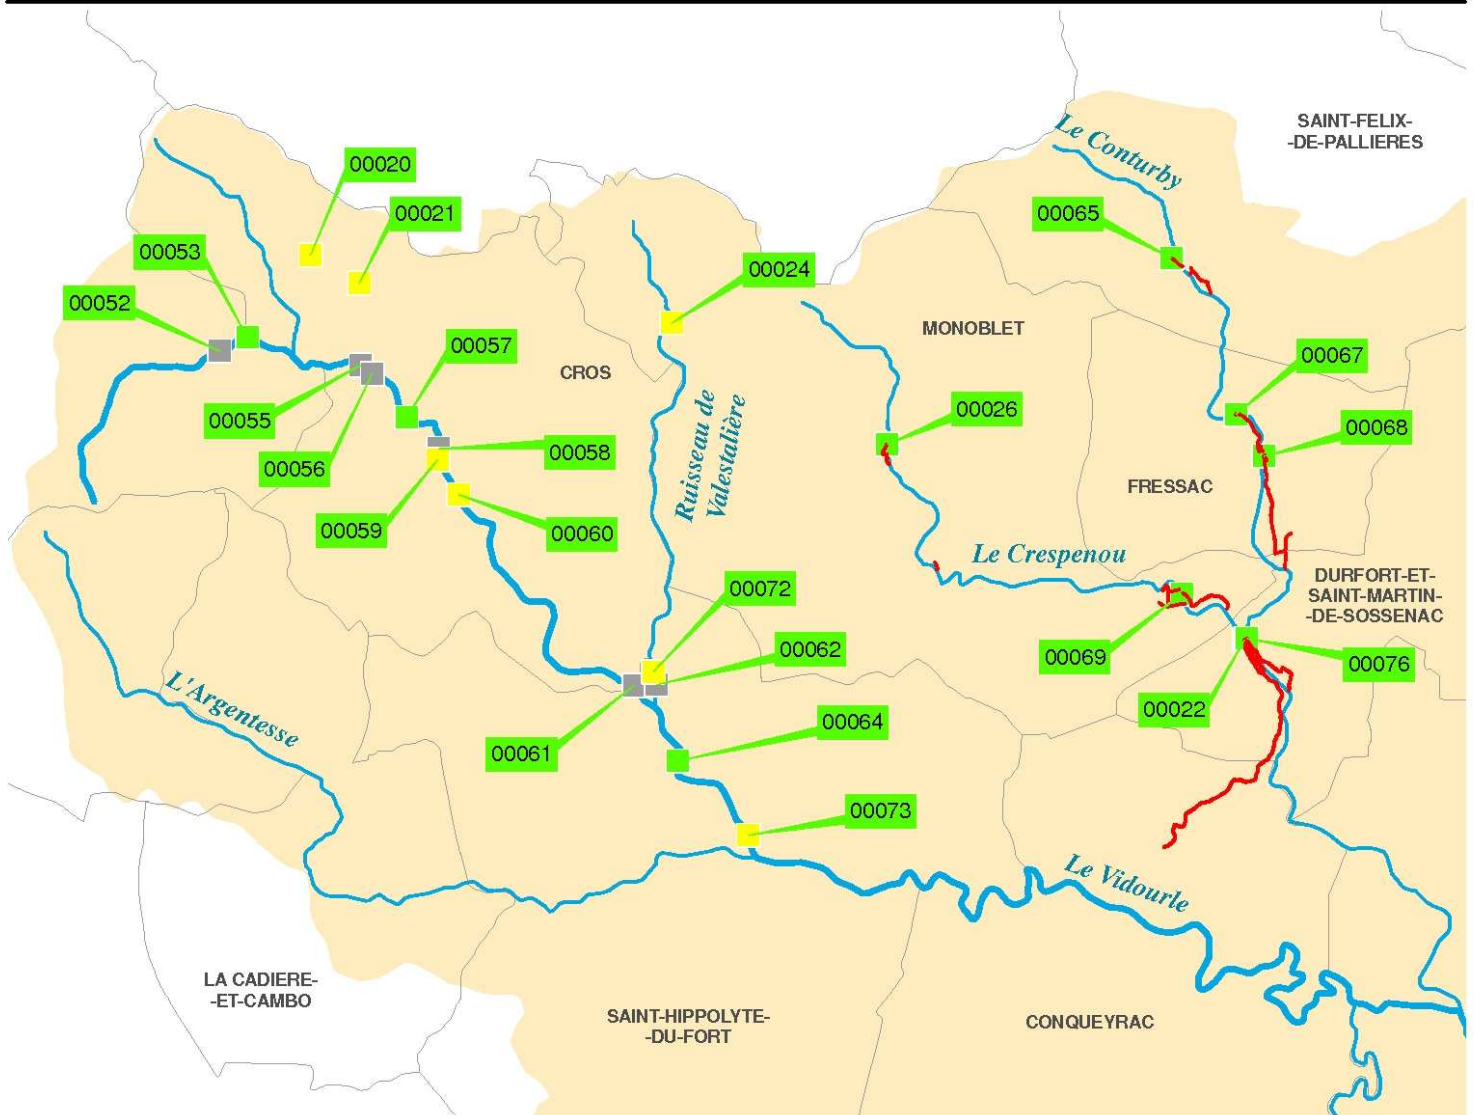 SAINT-FELIX-
-DE-PALLIERES
Le Conturby
00020
00021
00065
00053
00024
00052
MONOBLET
00057
00067
CROS
00055
00026
00068
00058
00056
Ruisseau de
Valestalière
FRESSAC
00059
00060
Le Crespenou
DURFORT-ET-
SAINT-MARTIN-
-DE-SOSSENAC
00072
00062
00069
00076
L'Argentesse
00022
00064
00061
00073
Le Vidourle
LA CADIERE-
-ET-CAMBO
SAINT-HIPPOLYTE-
-DU-FORT
CONQUEYRAC